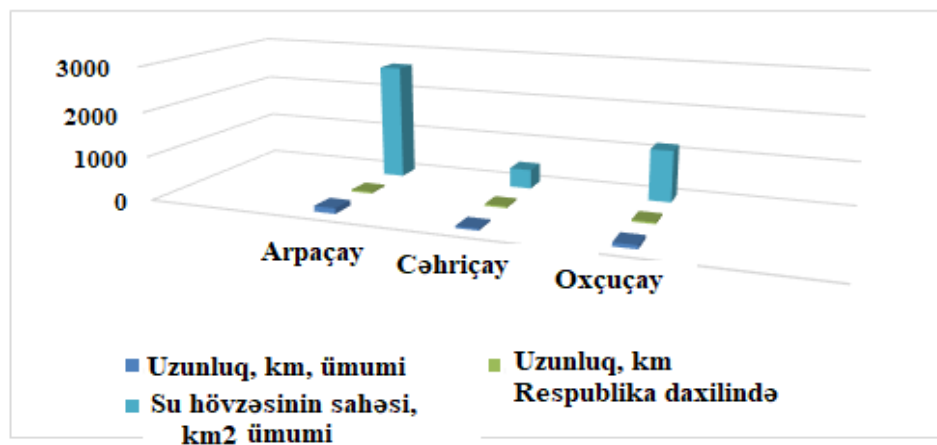 3000
2000
1000
0
Arpaçay
Cəhriçay
Oxçuçay
Uzunluq, km, ümumi
Uzunluq, km
Respublika daxilində
Su hövzəsinin sahəsi,
km2 ümumi